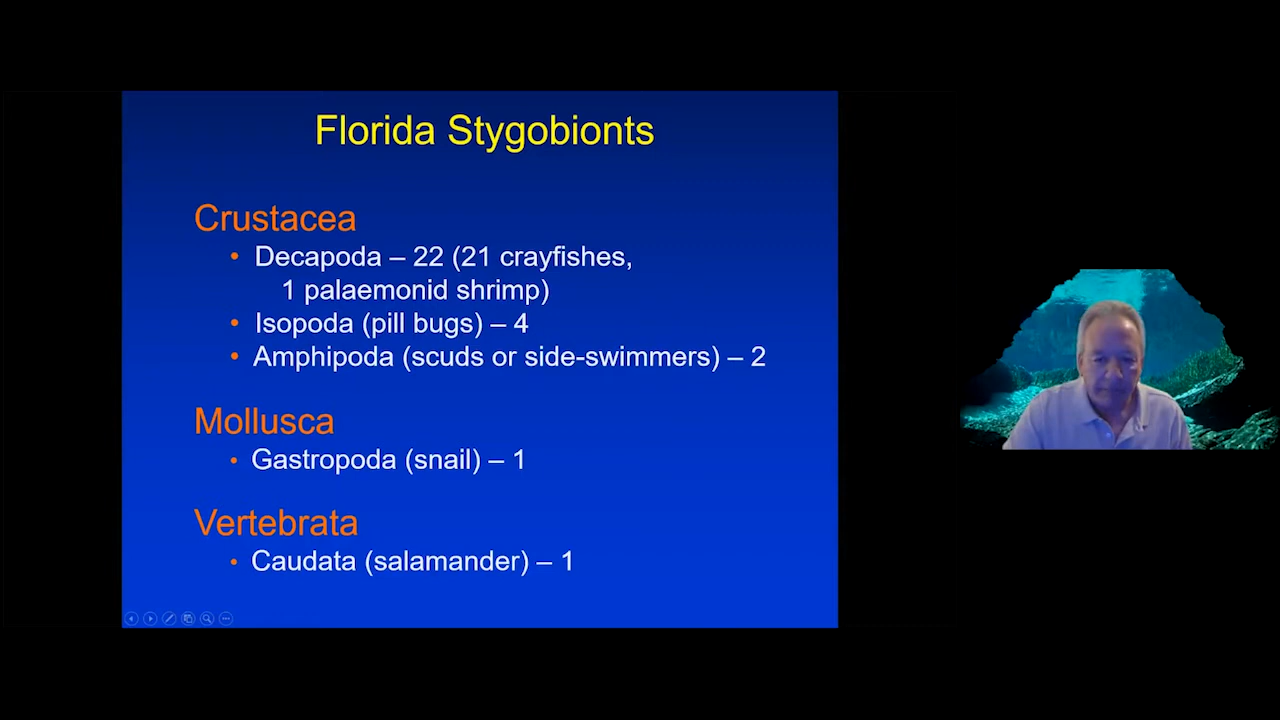 Florida Stygobionts
Crustacea
• Decapoda – 22 (21 crayfishes,
1 palaemonid shrimp)
• Isopoda (pill bugs) – 4
• Amphipoda (scuds or side-swimmers) – 2
Mollusca
• Gastropoda (snail) – 1
Vertebrata
• Caudata (salamander) – 1